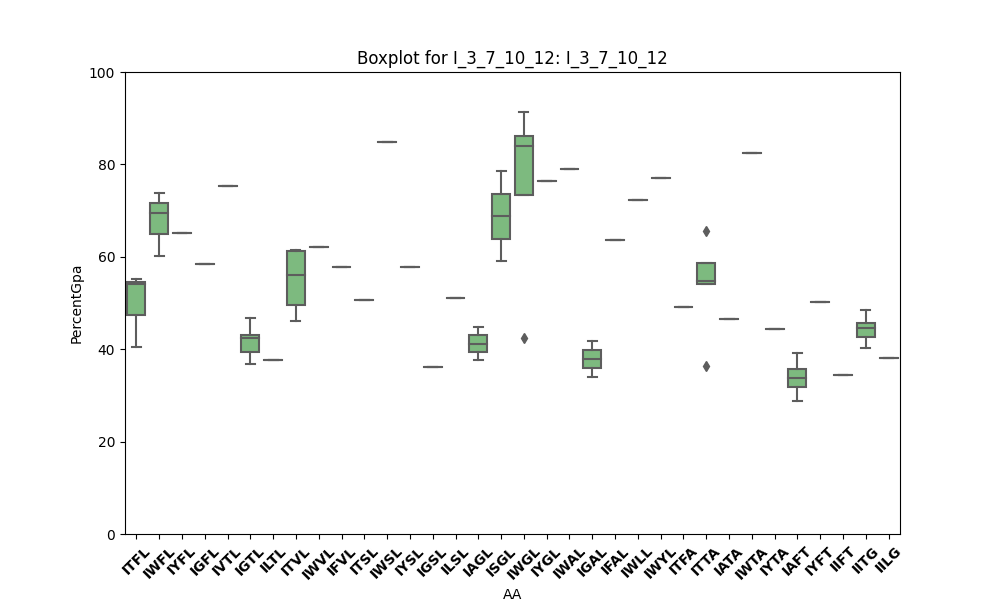 Boxplot for I_3_7_10_12: I_3_7_10_12
100
80
60
40
20
0
PercentGpa
ITFL IWFL IYFL IGFL IVTL IGTL ILTL ITVL IWVL IFVL ITSL IWSL IYSL IGSL ILSL IAGL ISGL IWGL IYGL IWAL IGAL IFAL IWLL IWYL ITFA ITTA IATA IWTA IYTA IAFT IYFT IIFT IITG IILG
AA